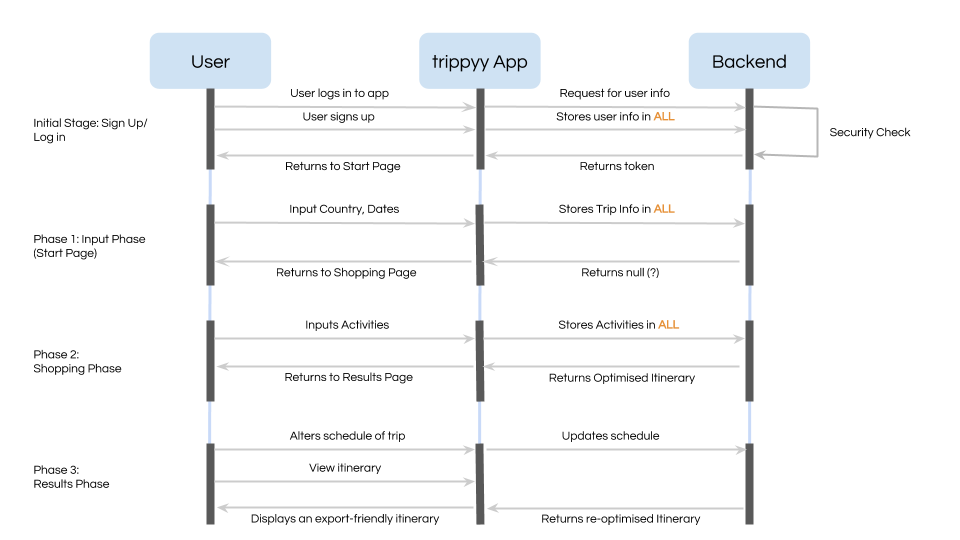 User
trippyy App
Backend
Initial Stage: Sign Up/
Log in
User logs in to app
Request for user info
User signs up
Stores user info in ALL
Security Check
Returns to Start Page
Returns token
Phase 1: Input Phase
(Start Page)
Input Country, Dates
Stores Trip Info in ALL
Returns to Shopping Page
Returns null (?)
Phase 2:
Shopping Phase
Inputs Activities
Stores Activities in ALL
Returns to Results Page
Returns Optimised Itinerary
Phase 3:
Results Phase
Alters schedule of trip
Updates schedule
View itinerary
Displays an export-friendly itinerary
Returns re-optimised Itinerary